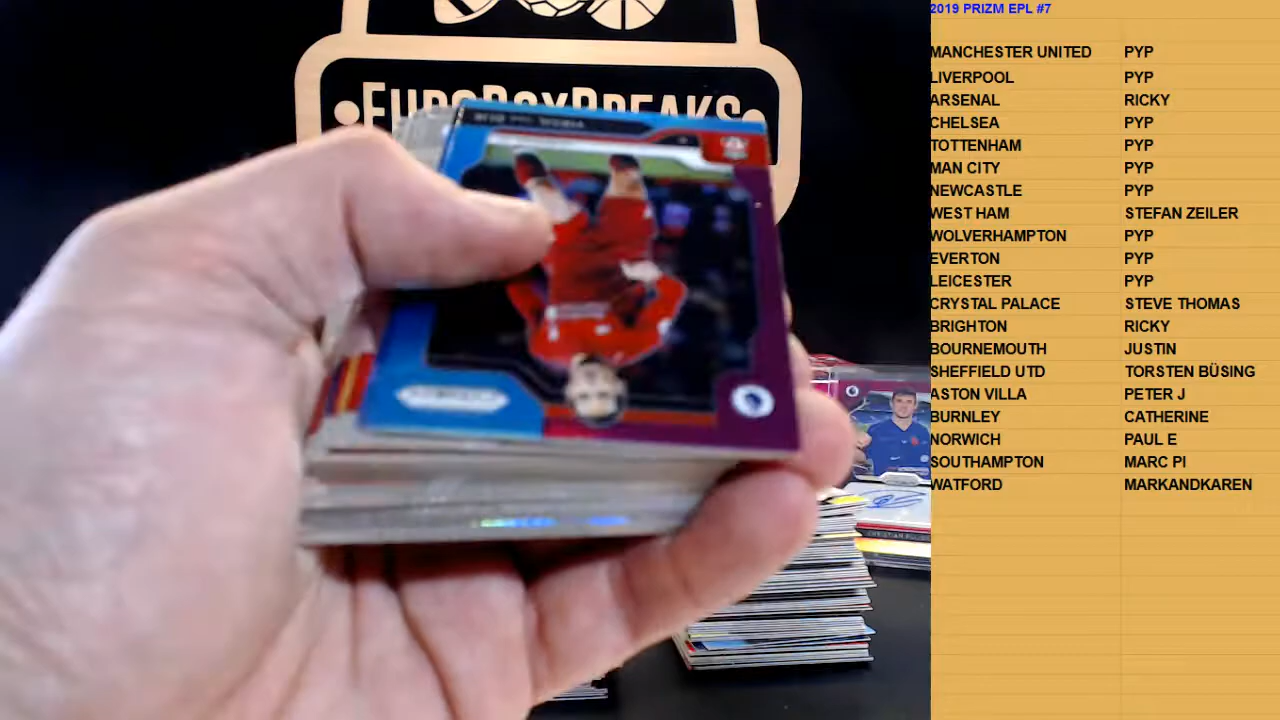 2019 PRIZM EPL #7
MANCHESTER UNITED PYP
LIVERPOOL PYP
ARSENAL RICKY
CHELSEA PYP
TOTTENHAM PYP
MAN CITY PYP
NEWCASTLE PYP
WEST HAM STEFAN ZEILER
WOLVERHAMPTON PYP
EVERTON PYP
LEICESTER PYP
CRYSTAL PALACE STEVE THOMAS
BRIGHTON RICKY
BOURNEMOUTH JUSTIN
SHEFFIELD UTD TORSTEN BÜSING
ASTON VILLA PETER J
BURNLEY CATHERINE
NORWICH PAUL E
SOUTHAMPTON MARC PI
WATFORD MARKANDKAREN
EUROBOXBREAKS